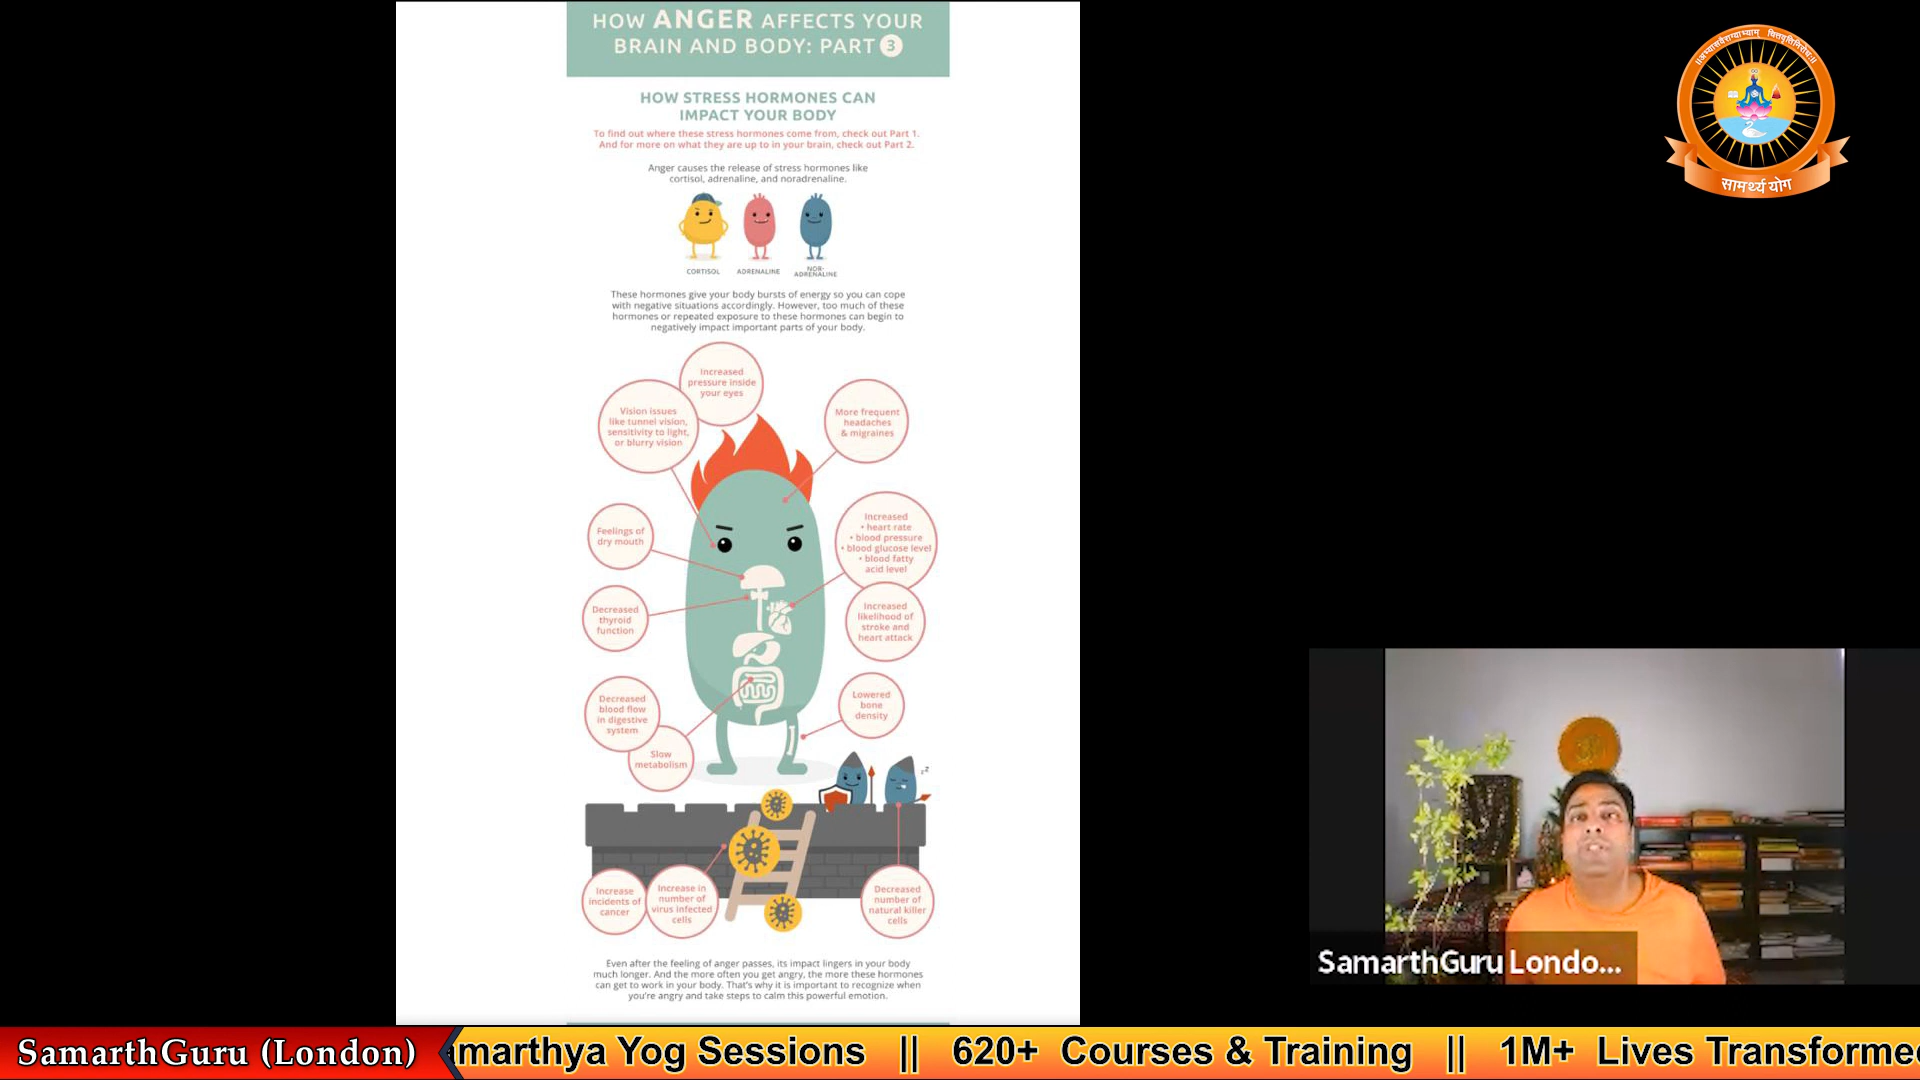 HOW ANGER AFFECTS YOUR
BRAIN AND BODY: PART 3
HOW STRESS HORMONES CAN
IMPACT YOUR BODY
To find out where these stress hormones come from, check out Part 1.
And for more on what they are up to in your brain, check out Part 2.
Anger causes the release of stress hormones like
cortisol, adrenaline, and noradrenaline.
CORTISOL
ADRENALINE
NOR-
ADRENALINE
These hormones give your body bursts of energy so you can cope
with negative situations accordingly. However, too much of these
hormones or repeated exposure to these hormones can begin to
negatively impact important parts of your body.
Increased
pressure inside
your eyes
Vision issues
like tunnel vision,
sensitivity to light,
or blurry vision
More frequent
headaches
& migraines
Feelings of
dry mouth
Increased
• heart rate
• blood pressure
• blood glucose level
• blood fatty
acid level
Decreased
thyroid
function
Increased
likelihood of
stroke and
heart attack
Decreased
blood flow
in digestive
system
Slow
metabolism
Lowered
bone
density
zz
Increase
incidents of
cancer
Increase in
number of
virus infected
cells
Decreased
number of
natural killer
cells
Even after the feeling of anger passes, its impact lingers in your body
much longer. And the more often you get angry, the more these hormones
can get to work in your body. That's why it is important to recognize when
you're angry and take steps to calm this powerful emotion.
॥अभ्यासवैराग्याभ्याम् चित्तवृत्तिनिरोधः॥
सामर्थ्य योग
SamarthGuru Londo...
SamarthGuru (London)
marthya Yog Sessions || 620+ Courses & Training || 1M+ Lives Transforme